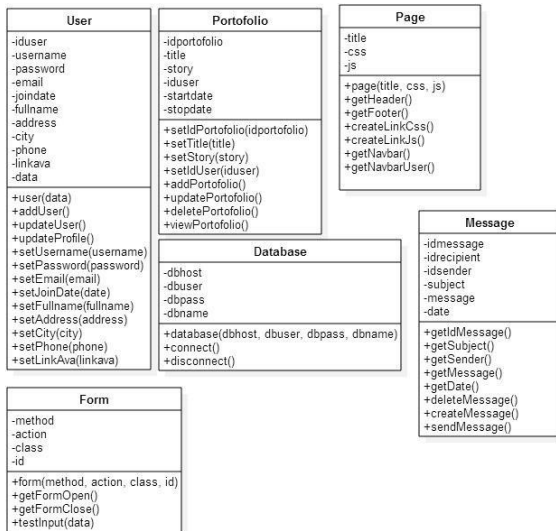 User
-iduser
-username
-password
-email
-joindate
-fullname
-address
-city
-phone
-linkava
-data
+user(data)
+addUser()
+updateUser()
+updateProfile()
+setUsername(username)
+setPassword(password)
+setEmail(email)
+setJoinDate(date)
+setFullname(fullname)
+setAddress(address)
+setCity(city)
+setPhone(phone)
+setLinkAva(linkava)
Portofolio
-idportofolio
-title
-story
-iduser
-startdate
-stopdate
+setIdPortofolio(idportofolio)
+setTitle(title)
+setStory(story)
+setIdUser(iduser)
+addPortofolio()
+updatePortofolio()
+deletePortofolio()
+viewPortofolio()
Page
-title
-css
-js
+page(title, css, js)
+getHeader()
+getFooter()
+createLinkCss()
+createLinkJs()
+getNavbar()
+getNavbarUser()
Database
-dbhost
-dbuser
-dbpass
-dbname
+database(dbhost, dbuser, dbpass, dbname)
+connect()
+disconnect()
Message
-idmessage
-idrecipient
-idsender
-subject
-message
-date
+getIdMessage()
+getSubject()
+getSender()
+getMessage()
+getDate()
+deleteMessage()
+createMessage()
+sendMessage()
Form
-method
-action
-class
-id
+form(method, action, class, id)
+getFormOpen()
+getFormClose()
+testInput(data)